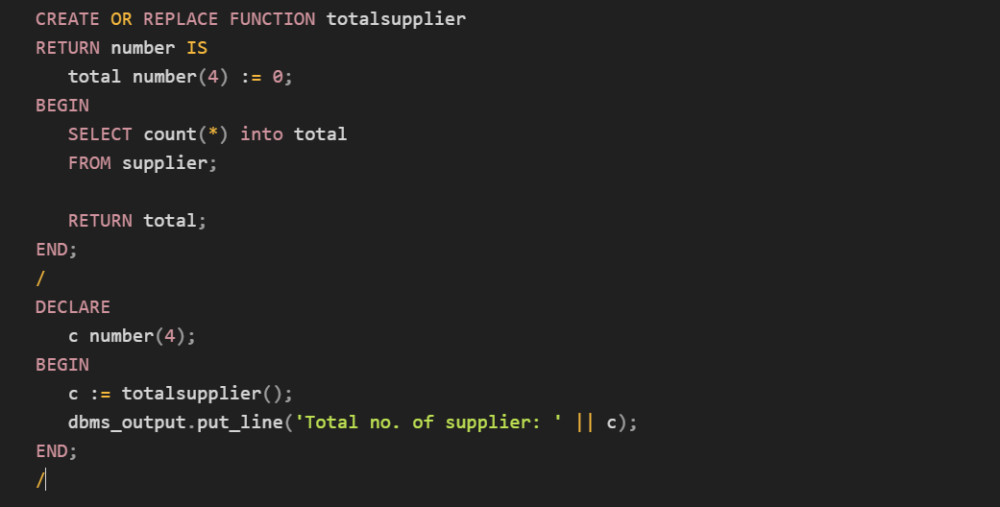 CREATE OR REPLACE FUNCTION totalsupplier
RETURN number IS
   total number(4) := 0;
BEGIN
   SELECT count(*) into total
   FROM supplier;

   RETURN total;
END;
/
DECLARE
   c number(4);
BEGIN
   c := totalsupplier();
   dbms_output.put_line('Total no. of supplier: ' || c);
END;
/